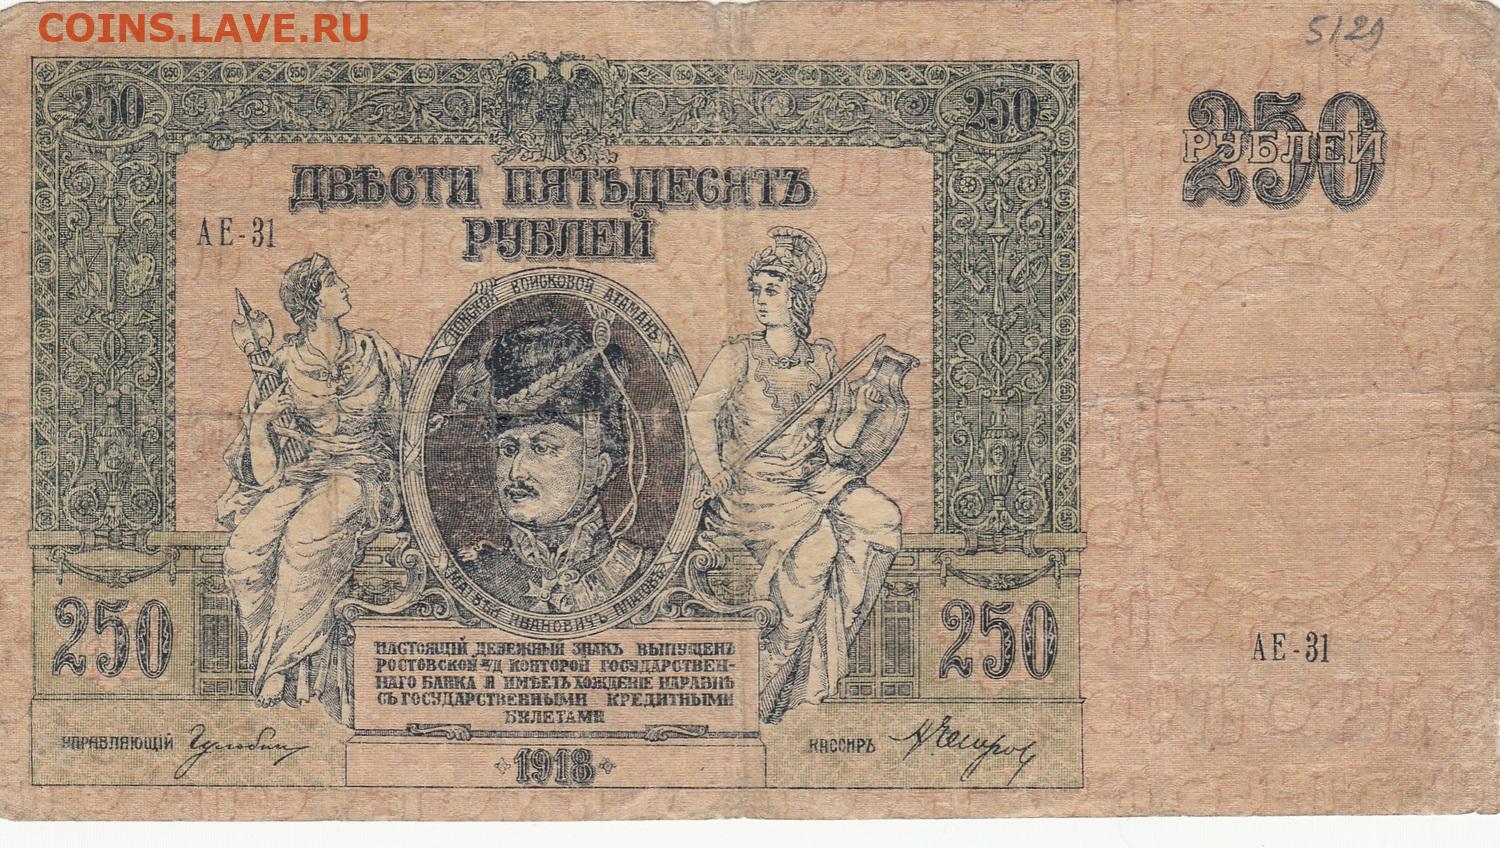 COINS.LAVE.RU
5129
250
250
250 РУБЛЕЙ
ДВѢСТИ ПЯТЬДЕСЯТЪ
РУБЛЕЙ
АЕ-31
ДОНСКОЙ ВОЙСКОВОЙ АТАМАНЪ
МАТВѢЙ ИВАНОВИЧЪ ПЛАТОВЪ
250
250
НАСТОЯЩІЙ ДЕНЕЖНЫЙ ЗНАКЪ ВЫПУЩЕНЪ
РОСТОВСКОЙ Н/Д КОНТОРОЙ ГОСУДАРСТВЕН-
НАГО БАНКА И ИМѢЕТЪ ХОЖДЕНІЕ НАРАВНѢ
СЪ ГОСУДАРСТВЕННЫМИ КРЕДИТНЫМИ
БИЛЕТАМИ
АЕ-31
УПРАВЛЯЮЩІЙ
КАССИРЪ
1918